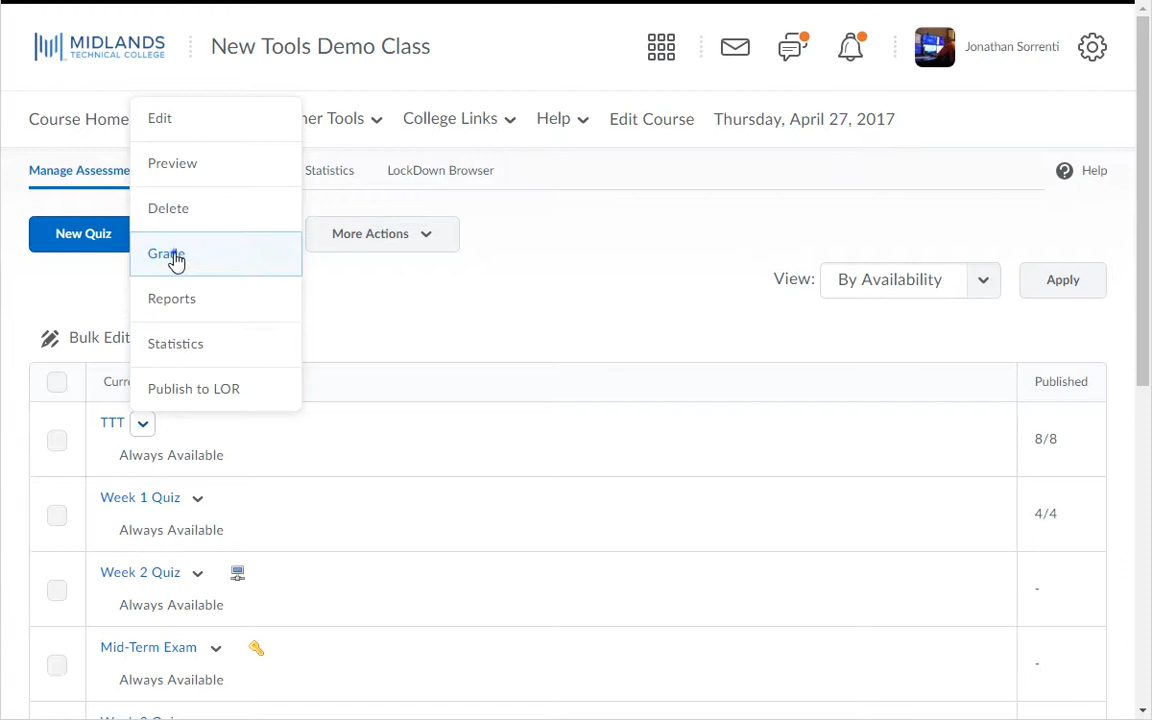 MIDLANDS
TECHNICAL COLLEGE
New Tools Demo Class
Jonathan Sorrenti
Course Home
ner Tools
College Links
Help
Edit Course
Thursday, April 27, 2017
Manage Assessme
Statistics
LockDown Browser
Help
Edit
Preview
Delete
Grade
Reports
Statistics
Publish to LOR
New Quiz
More Actions
View:
By Availability
Apply
Bulk Edit
Curre
Published
TTT
Always Available
8/8
Week 1 Quiz
Always Available
4/4
Week 2 Quiz
Always Available
-
Mid-Term Exam
Always Available
-